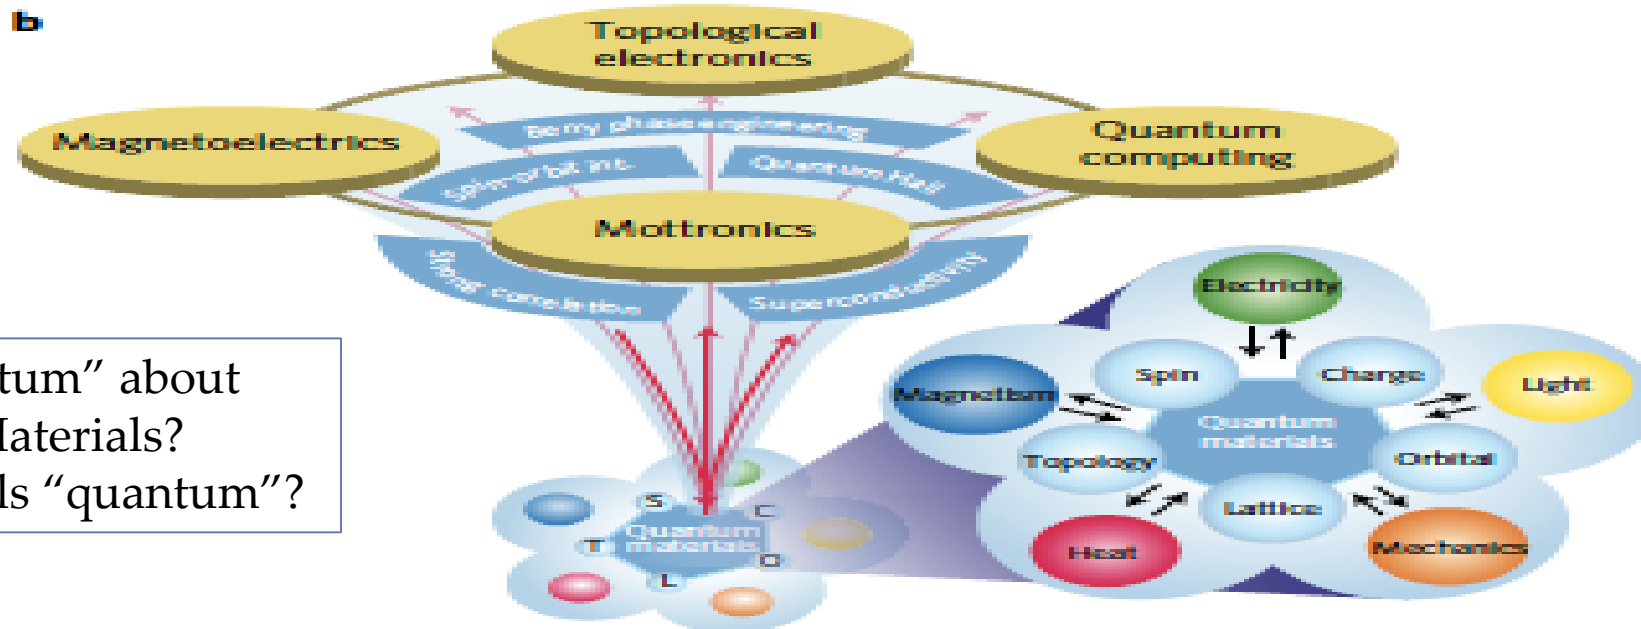 b
Topological
electronics
Magnetoelectrics
Berry phase engineering
Quantum
computing
Spin-orbit int.
Quantum Hall
Mottronics
Strong correlation
Superconductivity
tum” about
Materials?
ls “quantum”?
Electricity
Spin
Charge
Magnetism
Light
Quantum
materials
Topology
Orbital
Lattice
Heat
Mechanics
S
C
Quantum
materials
T
O
L